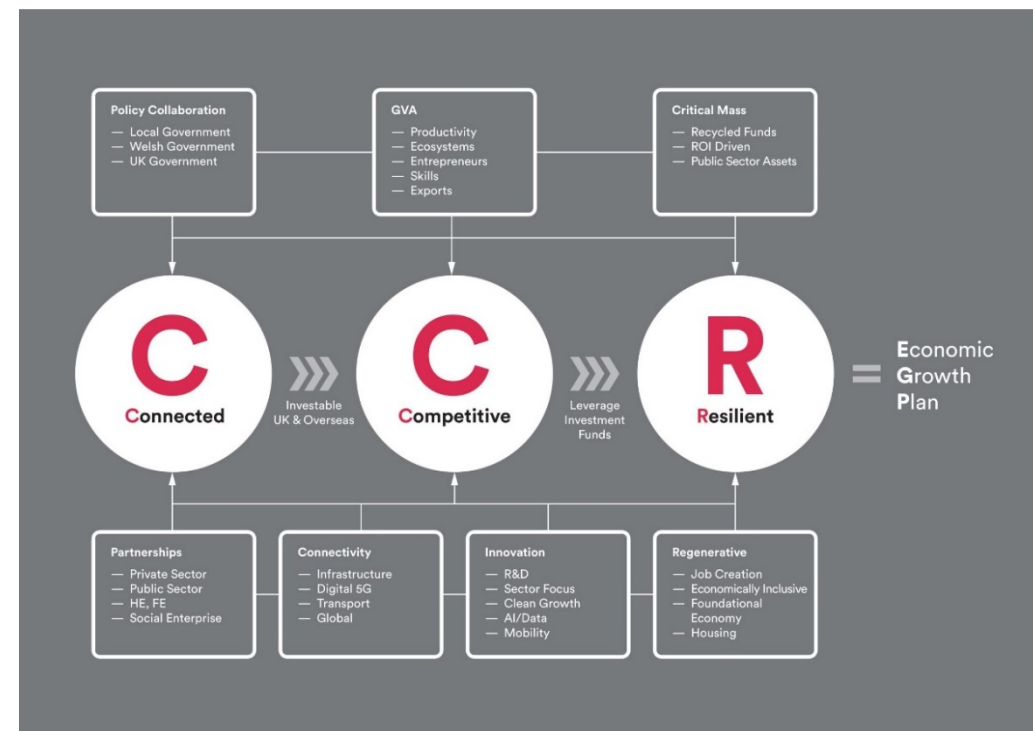 Policy Collaboration
— Local Government
— Welsh Government
— UK Government
GVA
— Productivity
— Ecosystems
— Entrepreneurs
— Skills
— Exports
Critical Mass
— Recycled Funds
— ROI Driven
— Public Sector Assets
C
Connected
Investable
UK & Overseas
C
Competitive
Leverage
Investment
Funds
R
Resilient
=
Economic
Growth
Plan
Partnerships
— Private Sector
— Public Sector
— HE, FE
— Social Enterprise
Connectivity
— Infrastructure
— Digital 5G
— Transport
— Global
Innovation
— R&D
— Sector Focus
— Clean Growth
— AI/Data
— Mobility
Regenerative
— Job Creation
— Economically Inclusive
— Foundational
Economy
— Housing